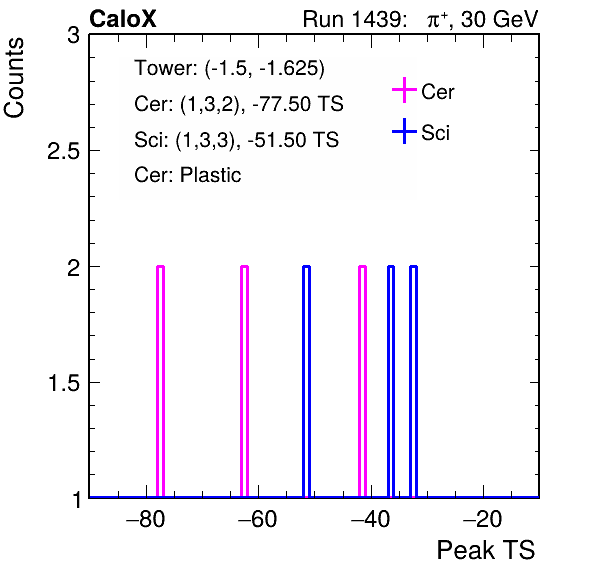 CaloX Run 1439: π⁺, 30 GeV
Counts
3
2.5
2
1.5
1
Tower: (-1.5, -1.625)
Cer: (1,3,2), -77.50 TS
Sci: (1,3,3), -51.50 TS
Cer: Plastic
Cer
Sci
−80 −60 −40 −20
Peak TS